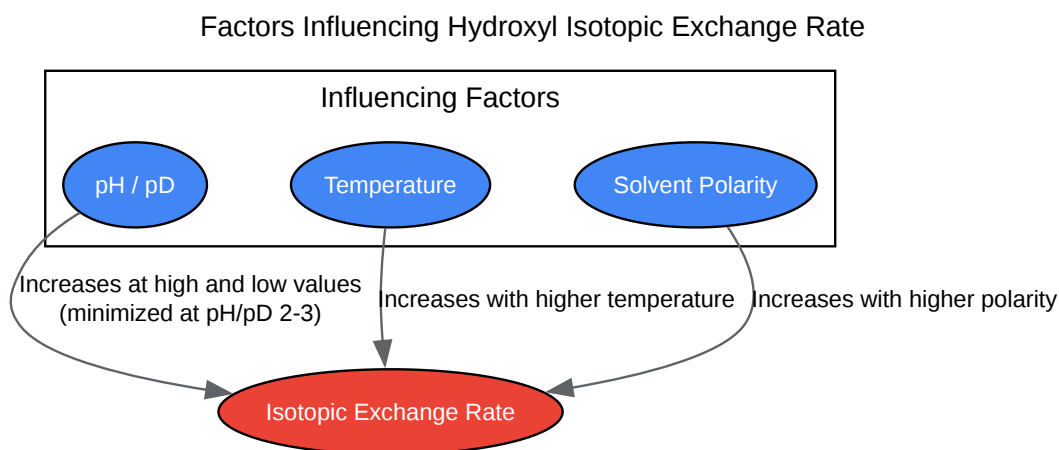 Factors Influencing Hydroxyl Isotopic Exchange Rate
Influencing Factors
pH / pD
Temperature
Solvent Polarity
Increases at high and low values
(minimized at pH/pD 2-3)
Increases with higher temperature
Increases with higher polarity
Isotopic Exchange Rate